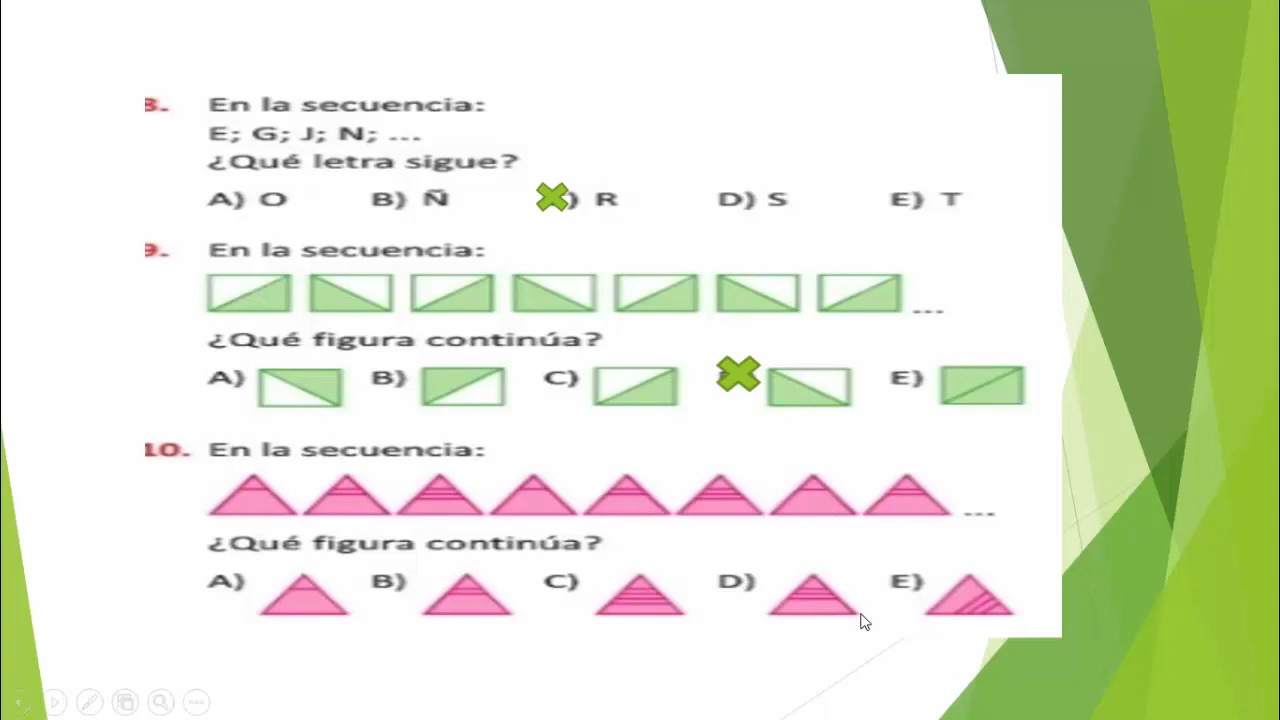 8. En la secuencia:
E; G; J; N; ...
¿Qué letra sigue?
A) O B) Ñ ) R D) S E) T
9. En la secuencia:
...
¿Qué figura continúa?
A) B) C) E)
10. En la secuencia:
...
¿Qué figura continúa?
A) B) C) D) E)